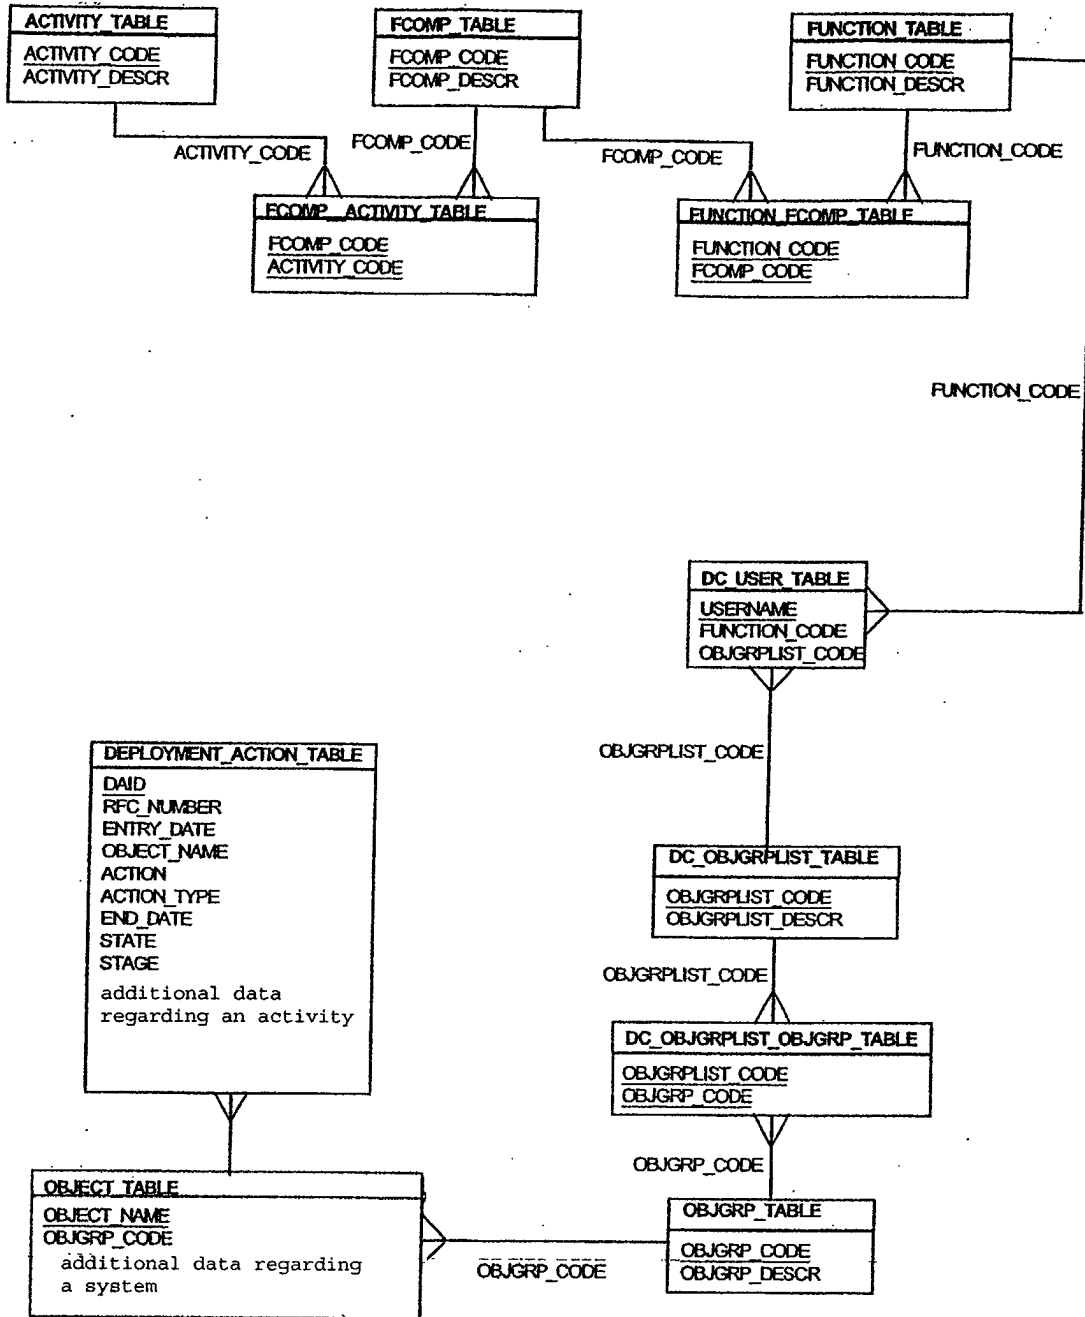 ACTIVITY_TABLE
ACTIVITY_CODE
ACTIVITY_DESCR
FCOMP_TABLE
FCOMP_CODE
FCOMP_DESCR
FUNCTION_TABLE
FUNCTION_CODE
FUNCTION_DESCR
ACTIVITY_CODE
FCOMP_CODE
FCOMP_CODE
FUNCTION_CODE
FCOMP_ACTIVITY_TABLE
FCOMP_CODE
ACTIVITY_CODE
FUNCTION_FCOMP_TABLE
FUNCTION_CODE
FCOMP_CODE
FUNCTION_CODE
DC_USER_TABLE
USERNAME
FUNCTION_CODE
OBJGRPLIST_CODE
OBJGRPLIST_CODE
DEPLOYMENT_ACTION_TABLE
DAID
RFC_NUMBER
ENTRY_DATE
OBJECT_NAME
ACTION
ACTION_TYPE
END_DATE
STATE
STAGE
additional data
regarding an activity
DC_OBJGRPLIST_TABLE
OBJGRPLIST_CODE
OBJGRPLIST_DESCR
OBJGRPLIST_CODE
DC_OBJGRPLIST_OBJGRP_TABLE
OBJGRPLIST_CODE
OBJGRP_CODE
OBJGRP_CODE
OBJECT_TABLE
OBJECT_NAME
OBJGRP_CODE
additional data regarding
a system
OBJGRP_CODE
OBJGRP_TABLE
OBJGRP_CODE
OBJGRP_DESCR